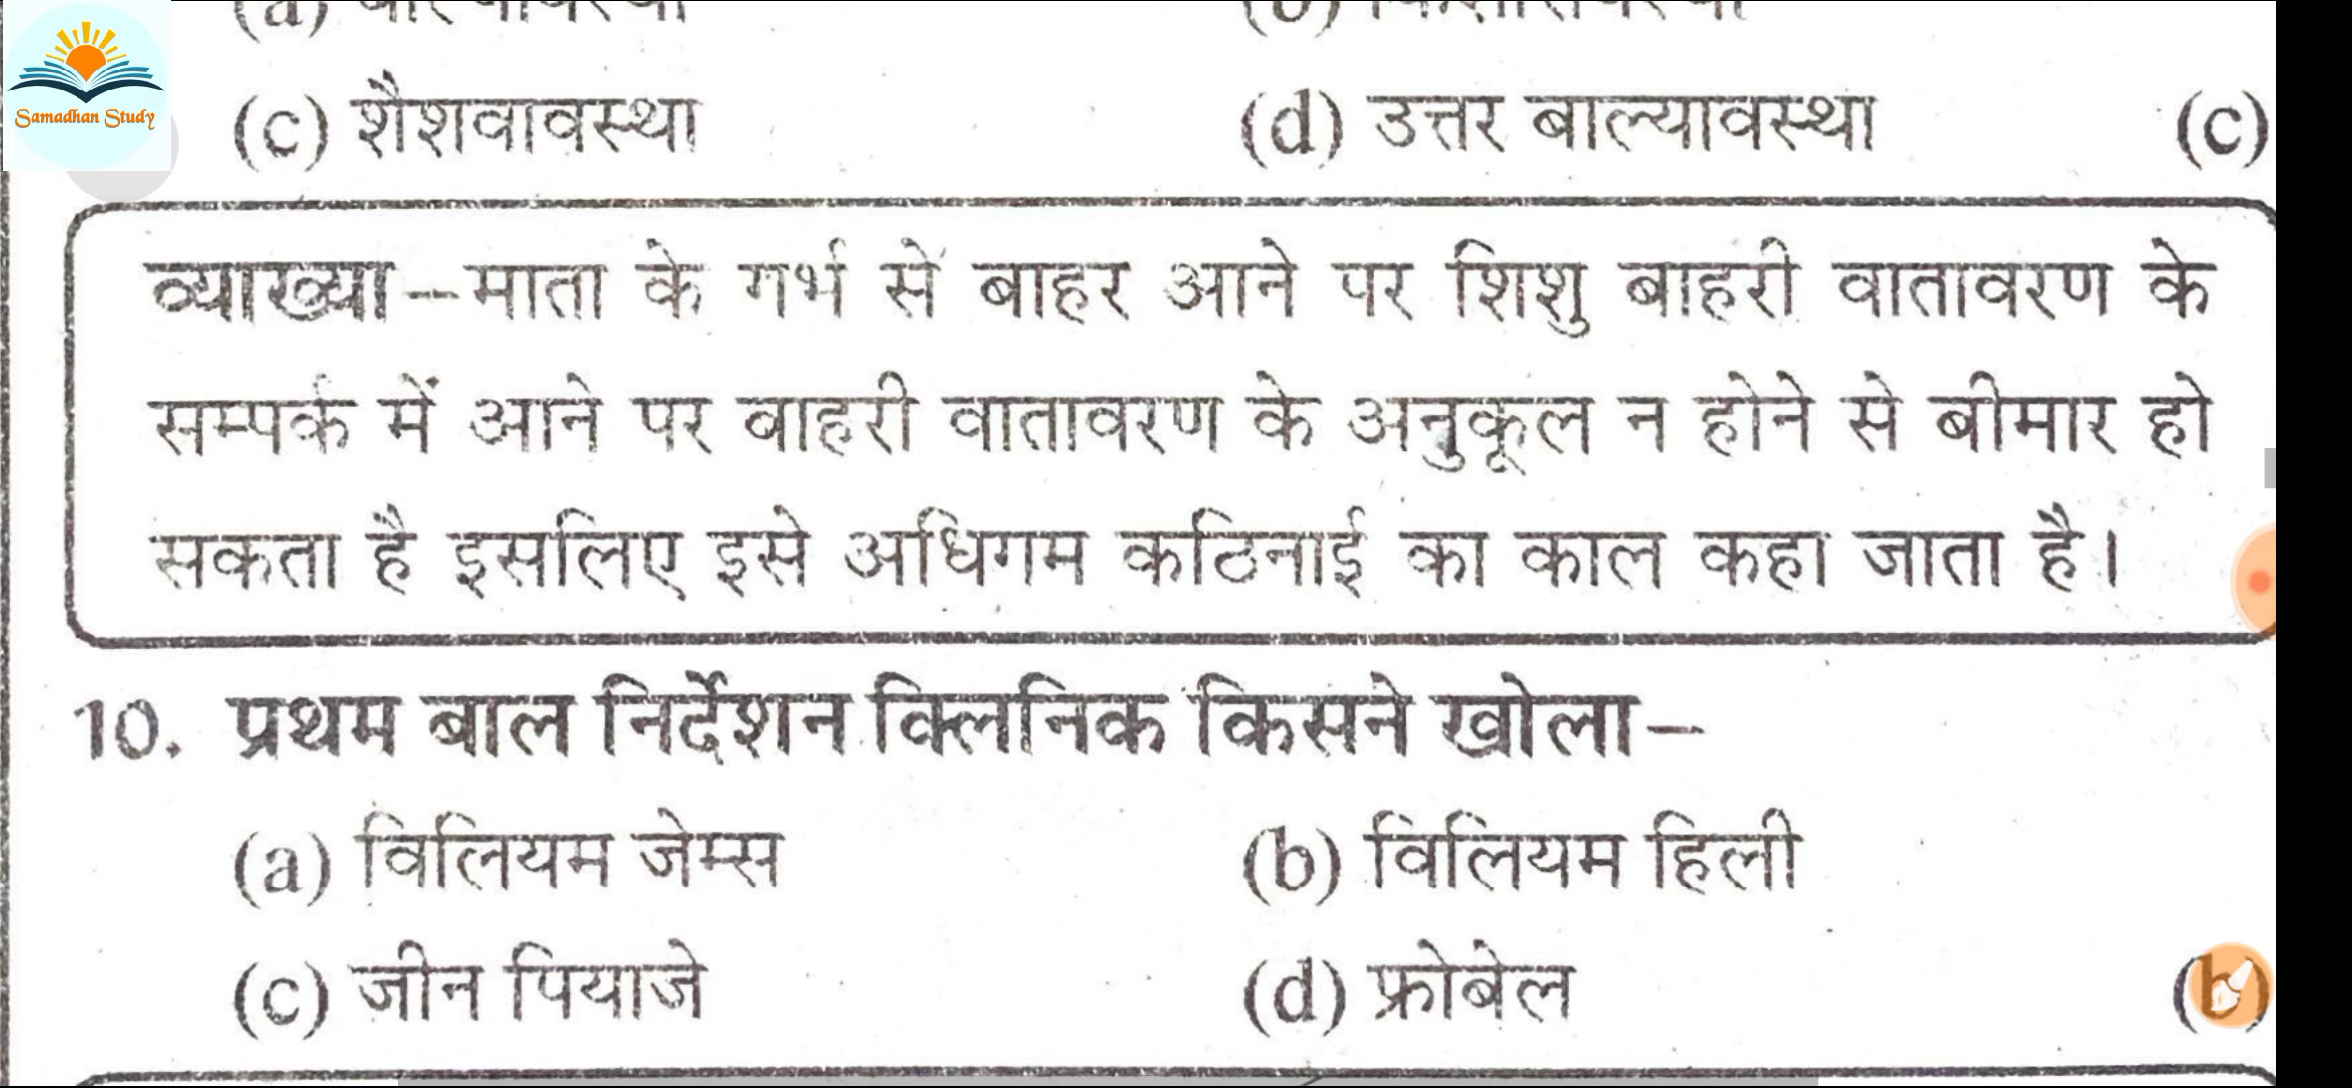 Samadhan Study
(c) शैशवावस्था (d) उत्तर बाल्यावस्था (c)
व्याख्या–माता के गर्भ से बाहर आने पर शिशु बाहरी वातावरण के
सम्पर्क में आने पर बाहरी वातावरण के अनुकूल न होने से बीमार हो
सकता है इसलिए इसे अधिगम कठिनाई का काल कहा जाता है।
10. प्रथम बाल निर्देशन क्लिनिक किसने खोला–
(a) विलियम जेम्स (b) विलियम हिली
(c) जीन पियाजे (d) फ्रोबेल (b)